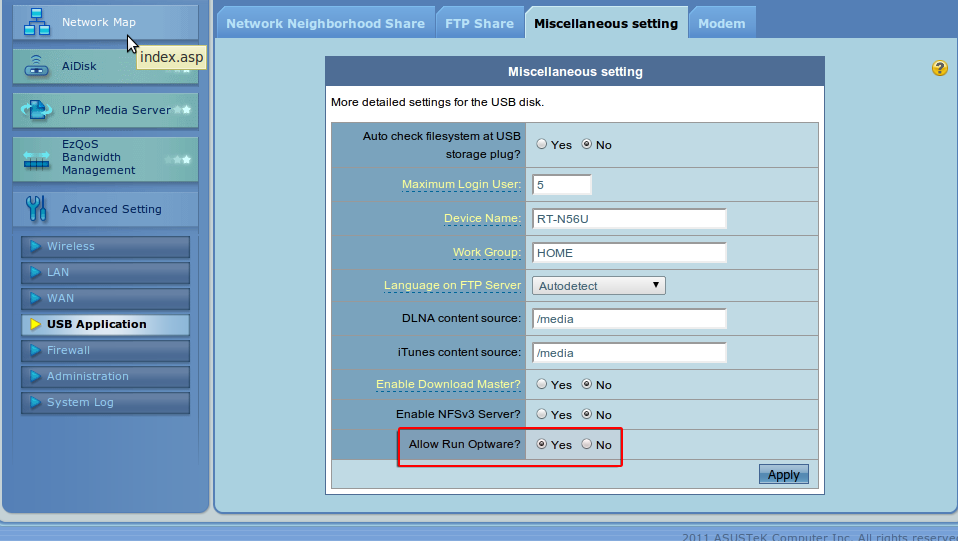 Network Map
index.asp
AiDisk
UPnP Media Server
EzQoS
Bandwidth
Management
Advanced Setting
Wireless
LAN
WAN
USB Application
Firewall
Administration
System Log
Network Neighborhood Share
FTP Share
Miscellaneous setting
Modem
Miscellaneous setting
?
More detailed settings for the USB disk.
Auto check filesystem at USB
storage plug?
Yes No
Maximum Login User: 5
Device Name: RT-N56U
Work Group: HOME
Language on FTP Server Autodetect
DLNA content source: /media
iTunes content source: /media
Enable Download Master? Yes No
Enable NFSv3 Server? Yes No
Allow Run Optware? Yes No
Apply
2011 ASUSTeK Computer Inc. All rights reserve